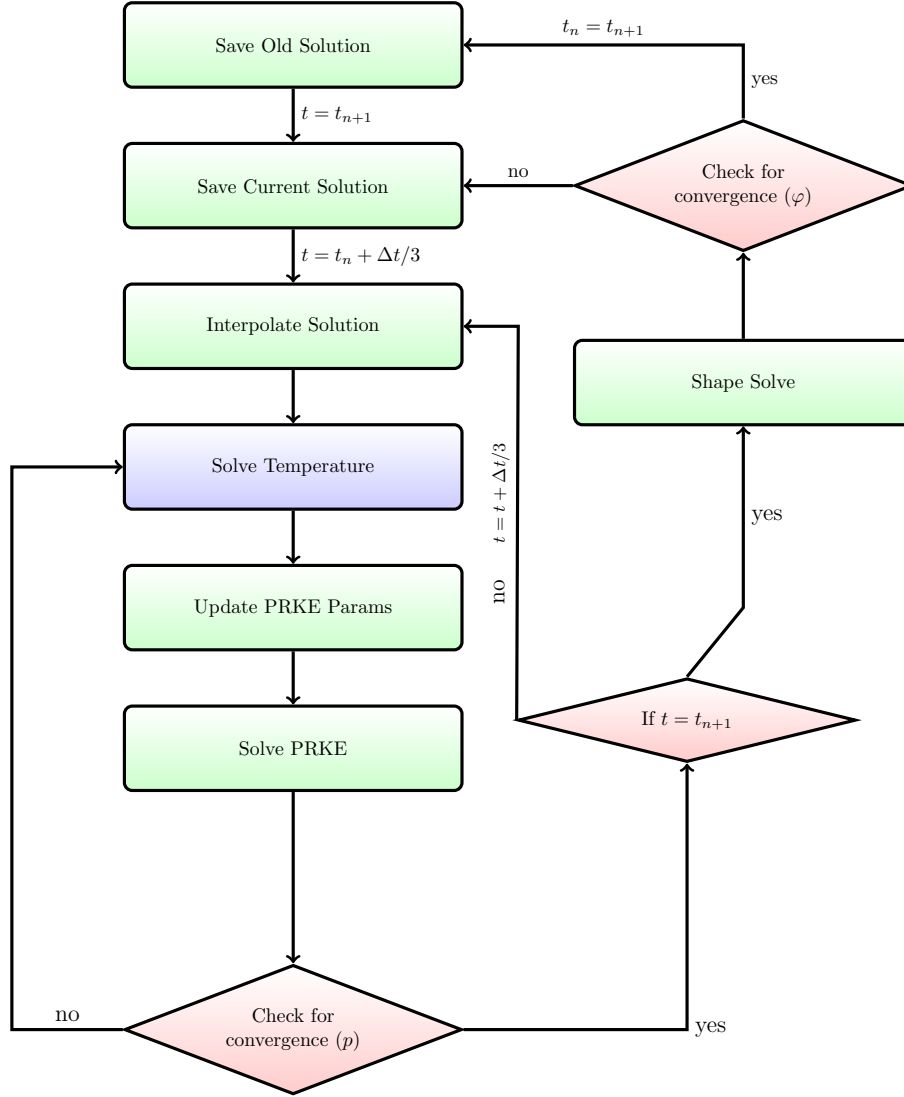 Save Old Solution
t_n = t_{n+1}
yes
t = t_{n+1}
Check for
convergence (φ)
no
Save Current Solution
t = t_n + Δt/3
Interpolate Solution
Shape Solve
Solve Temperature
no t = t + Δt/3
yes
Update PRKE Params
If t = t_{n+1}
Solve PRKE
Check for
convergence (p)
no
yes